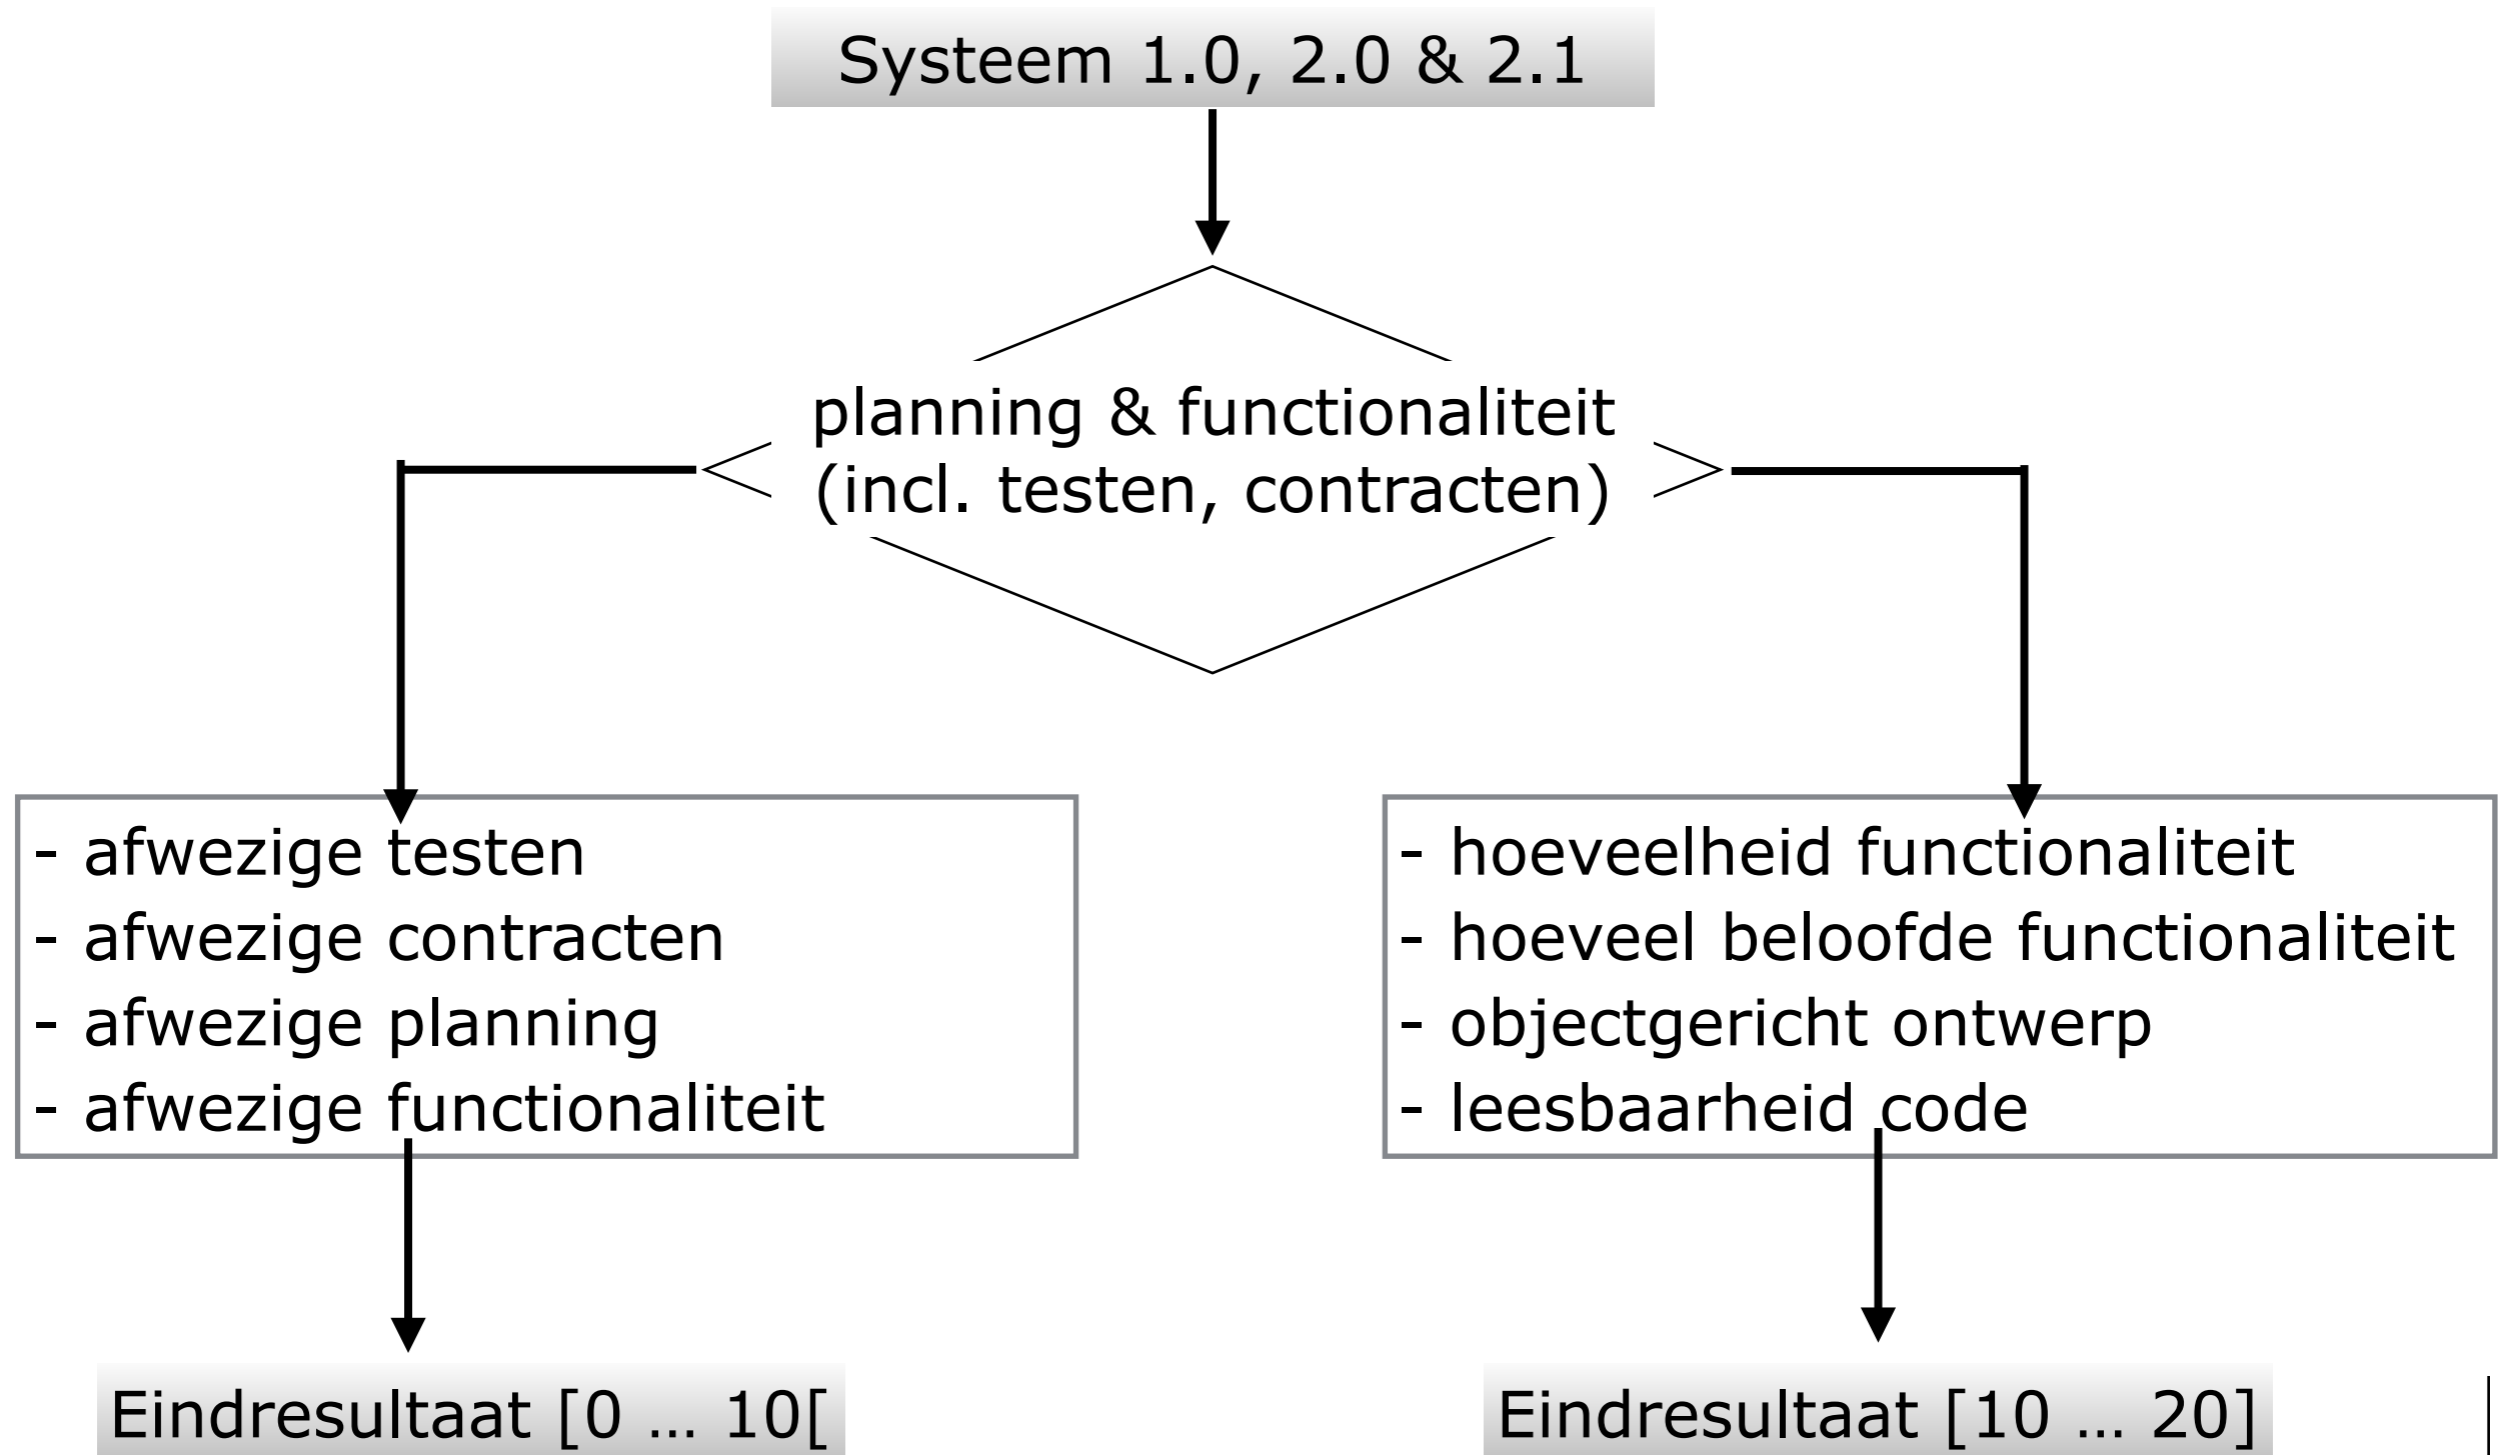 Systeem 1.0, 2.0 & 2.1
planning & functionaliteit
(incl. testen, contracten)
- afwezige testen
- afwezige contracten
- afwezige planning
- afwezige functionaliteit
- hoeveelheid functionaliteit
- hoeveel beloofde functionaliteit
- objectgericht ontwerp
- leesbaarheid code
Eindresultaat [0 ... 10[
Eindresultaat [10 ... 20]